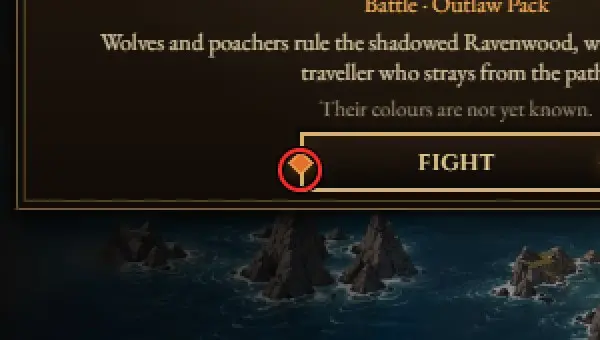 Battle · Outlaw Pack
Wolves and poachers rule the shadowed Ravenwood, w
traveller who strays from the path
Their colours are not yet known.
FIGHT